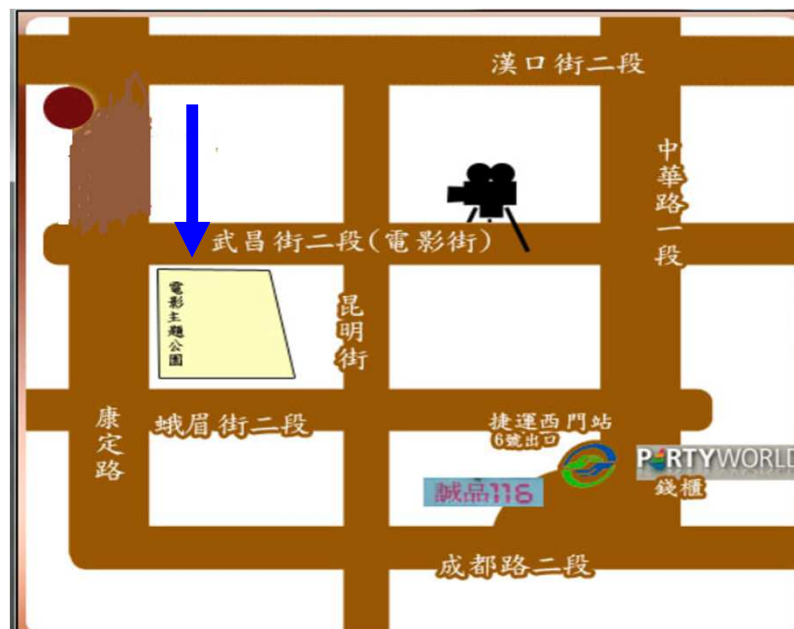 漢口街二段
中華路一段
武昌街二段(電影街)
電影主題公園
昆明街
康定路
蛾眉街二段
捷運西門站
6號出口
PARTYWORLD
錢櫃
誠品116
成都路二段